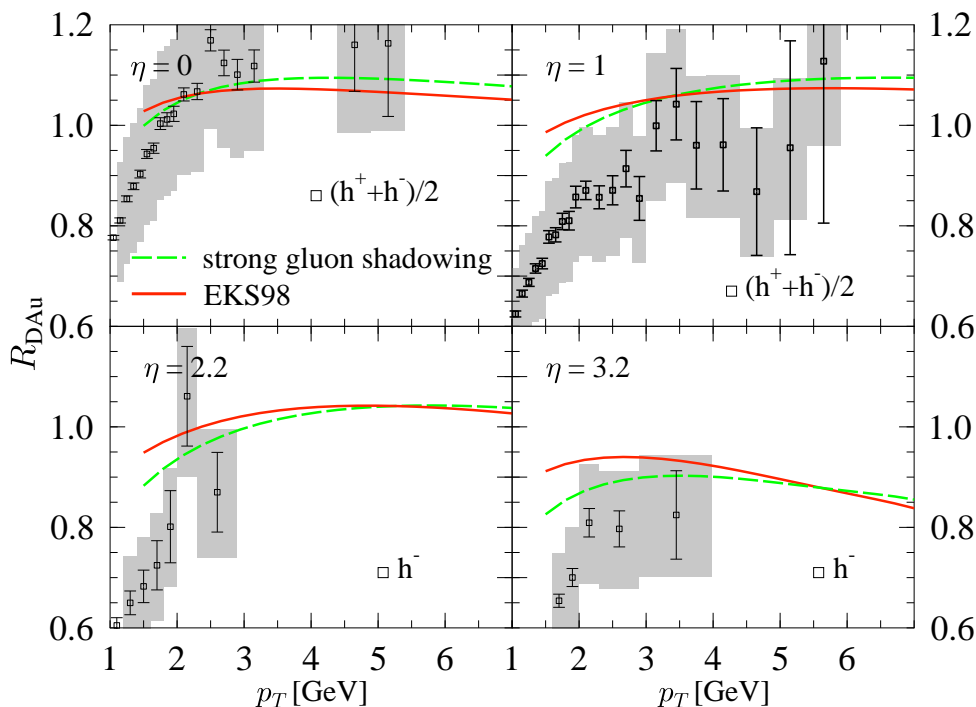 1.2
1.2
η = 0
η = 1
1.0
1.0
(h⁺+h⁻)/2
0.8
0.8
strong gluon shadowing
EKS98
(h⁺+h⁻)/2
0.6
0.6
R_DAu
η = 2.2
η = 3.2
1.0
1.0
0.8
0.8
h⁻
h⁻
0.6
0.6
1 2 3 4 5 6 1 2 3 4 5 6
p_T [GeV] p_T [GeV]